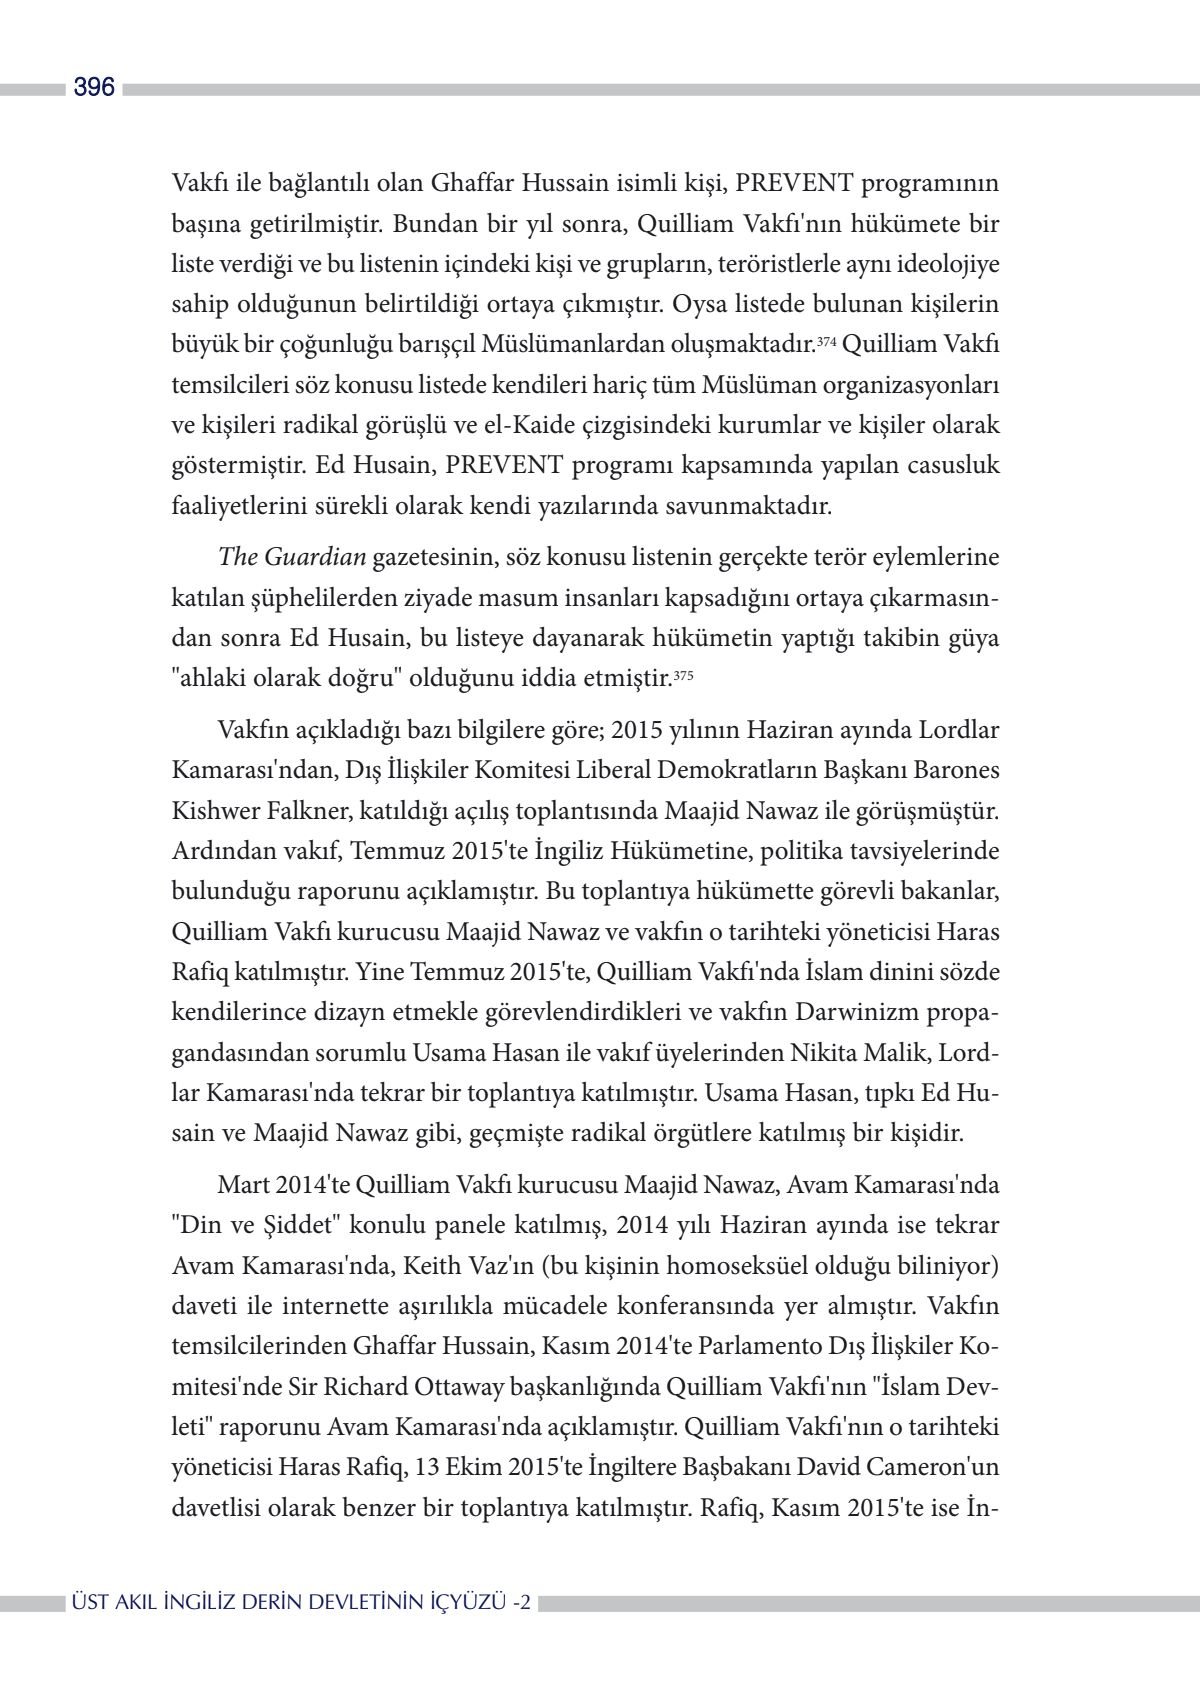 396
Vakfı ile bağlantılı olan Ghaffar Hussain isimli kişi, PREVENT programının
başına getirilmiştir. Bundan bir yıl sonra, Quilliam Vakfı'nın hükümete bir
liste verdiği ve bu listenin içindeki kişi ve grupların, teröristlerle aynı ideolojiye
sahip olduğunun belirtildiği ortaya çıkmıştır. Oysa listede bulunan kişilerin
büyük bir çoğunluğu barışçıl Müslümanlardan oluşmaktadır.374 Quilliam Vakfı
temsilcileri söz konusu listede kendileri hariç tüm Müslüman organizasyonları
ve kişileri radikal görüşlü ve el-Kaide çizgisindeki kurumlar ve kişiler olarak
göstermiştir. Ed Husain, PREVENT programı kapsamında yapılan casusluk
faaliyetlerini sürekli olarak kendi yazılarında savunmaktadır.
The Guardian gazetesinin, söz konusu listenin gerçekte terör eylemlerine
katılan şüphelilerden ziyade masum insanları kapsadığını ortaya çıkarmasın-
dan sonra Ed Husain, bu listeye dayanarak hükümetin yaptığı takibin güya
"ahlaki olarak doğru" olduğunu iddia etmiştir.375
Vakfın açıkladığı bazı bilgilere göre; 2015 yılının Haziran ayında Lordlar
Kamarası'ndan, Dış İlişkiler Komitesi Liberal Demokratların Başkanı Barones
Kishwer Falkner, katıldığı açılış toplantısında Maajid Nawaz ile görüşmüştür.
Ardından vakıf, Temmuz 2015'te İngiliz Hükümetine, politika tavsiyelerinde
bulunduğu raporunu açıklamıştır. Bu toplantıya hükümette görevli bakanlar,
Quilliam Vakfı kurucusu Maajid Nawaz ve vakfın o tarihteki yöneticisi Haras
Rafiq katılmıştır. Yine Temmuz 2015'te, Quilliam Vakfı'nda İslam dinini sözde
kendilerince dizayn etmekle görevlendirdikleri ve vakfın Darwinizm propa-
gandasından sorumlu Usama Hasan ile vakıf üyelerinden Nikita Malik, Lord-
lar Kamarası'nda tekrar bir toplantıya katılmıştır. Usama Hasan, tıpkı Ed Hu-
sain ve Maajid Nawaz gibi, geçmişte radikal örgütlere katılmış bir kişidir.
Mart 2014'te Quilliam Vakfı kurucusu Maajid Nawaz, Avam Kamarası'nda
"Din ve Şiddet" konulu panele katılmış, 2014 yılı Haziran ayında ise tekrar
Avam Kamarası'nda, Keith Vaz'ın (bu kişinin homoseksüel olduğu biliniyor)
daveti ile internette aşırılıkla mücadele konferansında yer almıştır. Vakfın
temsilcilerinden Ghaffar Hussain, Kasım 2014'te Parlamento Dış İlişkiler Ko-
mitesi'nde Sir Richard Ottaway başkanlığında Quilliam Vakfı'nın "İslam Dev-
leti" raporunu Avam Kamarası'nda açıklamıştır. Quilliam Vakfı'nın o tarihteki
yöneticisi Haras Rafiq, 13 Ekim 2015'te İngiltere Başbakanı David Cameron'un
davetlisi olarak benzer bir toplantıya katılmıştır. Rafiq, Kasım 2015'te ise İn-
ÜST AKIL İNGİLİZ DERİN DEVLETİNİN İÇYÜZÜ -2